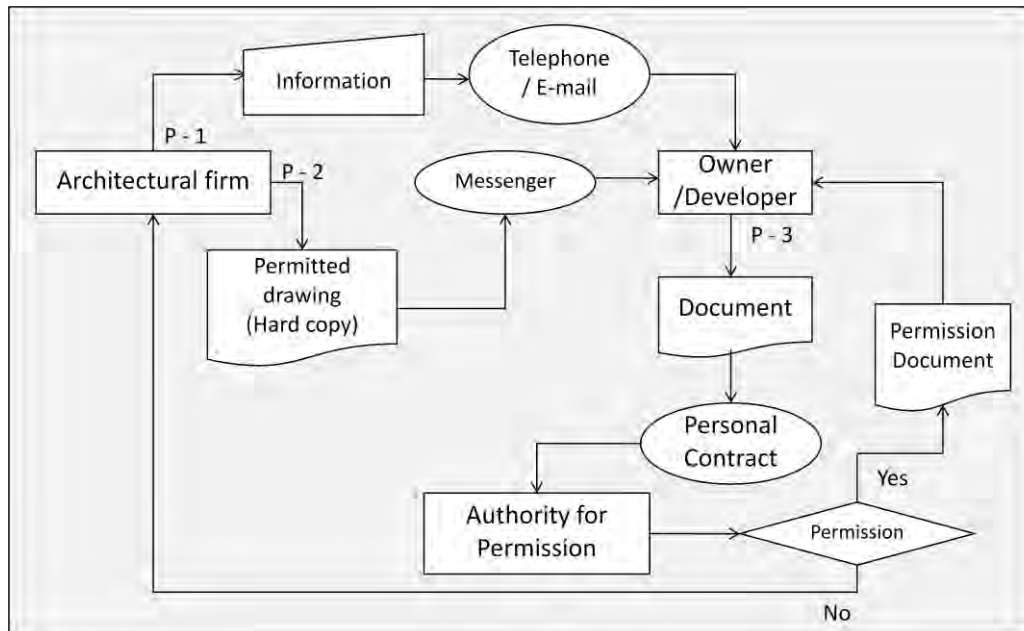 Information
Telephone
/ E-mail
P - 1
Architectural firm
P - 2
Messenger
Owner
/Developer
P - 3
Permitted
drawing
(Hard copy)
Document
Permission
Document
Personal
Contract
Yes
Authority for
Permission
Permission
No